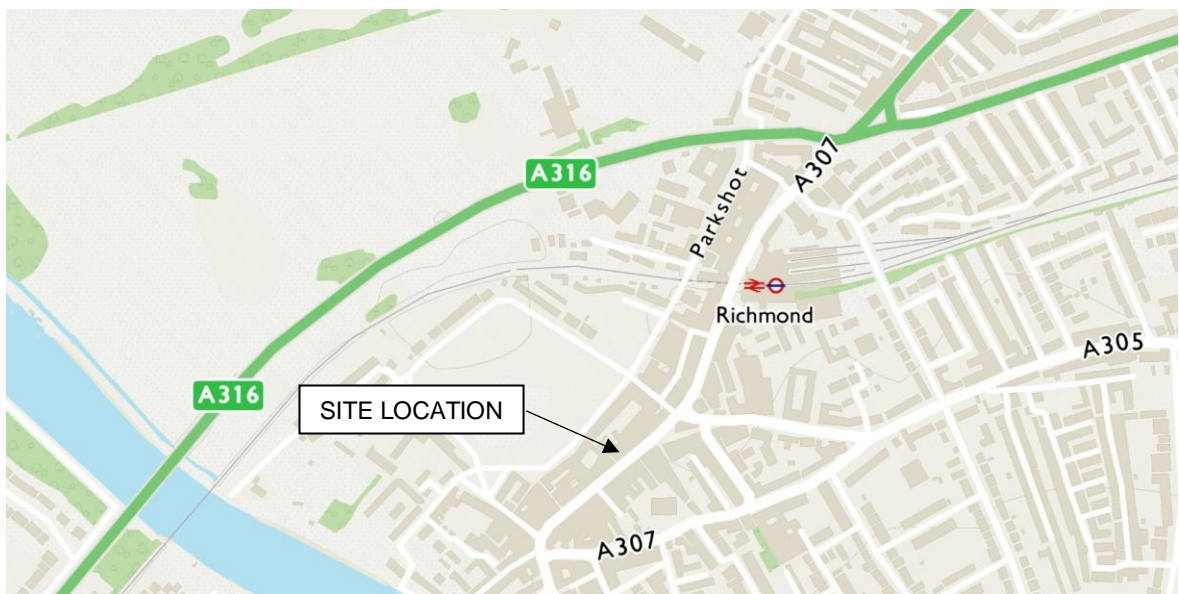 A307
A316
Parkshot
Richmond
A305
A316
SITE LOCATION
A307